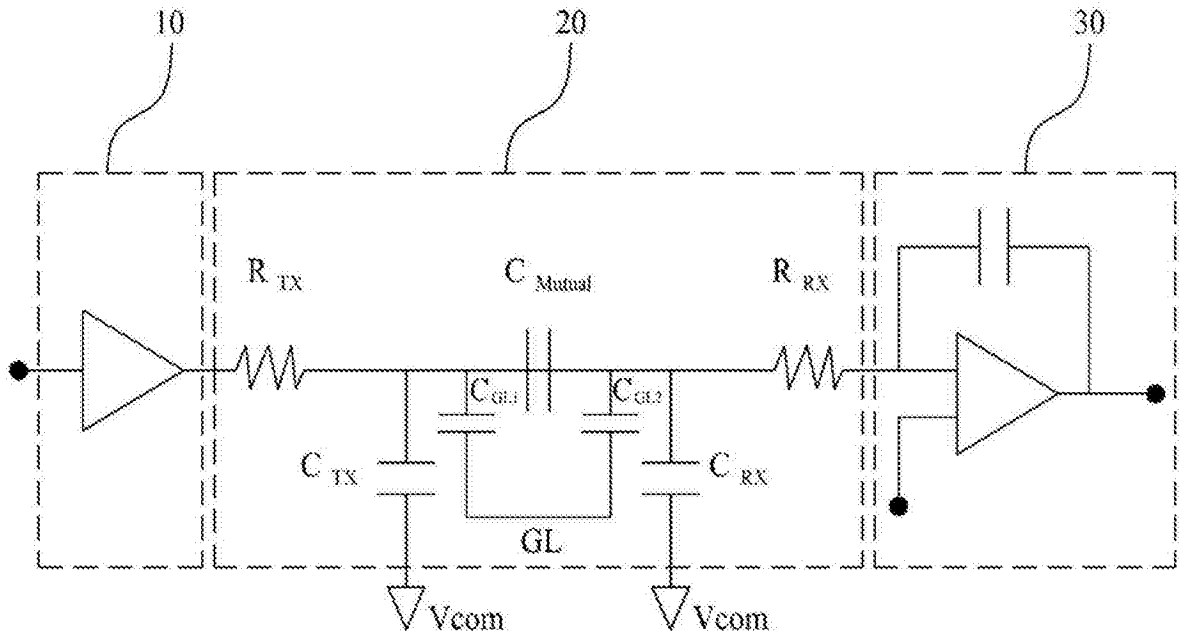 10
20
30
R TX
C Mutual
R RX
C GL1
C GL2
C TX
C RX
GL
Vcom
Vcom